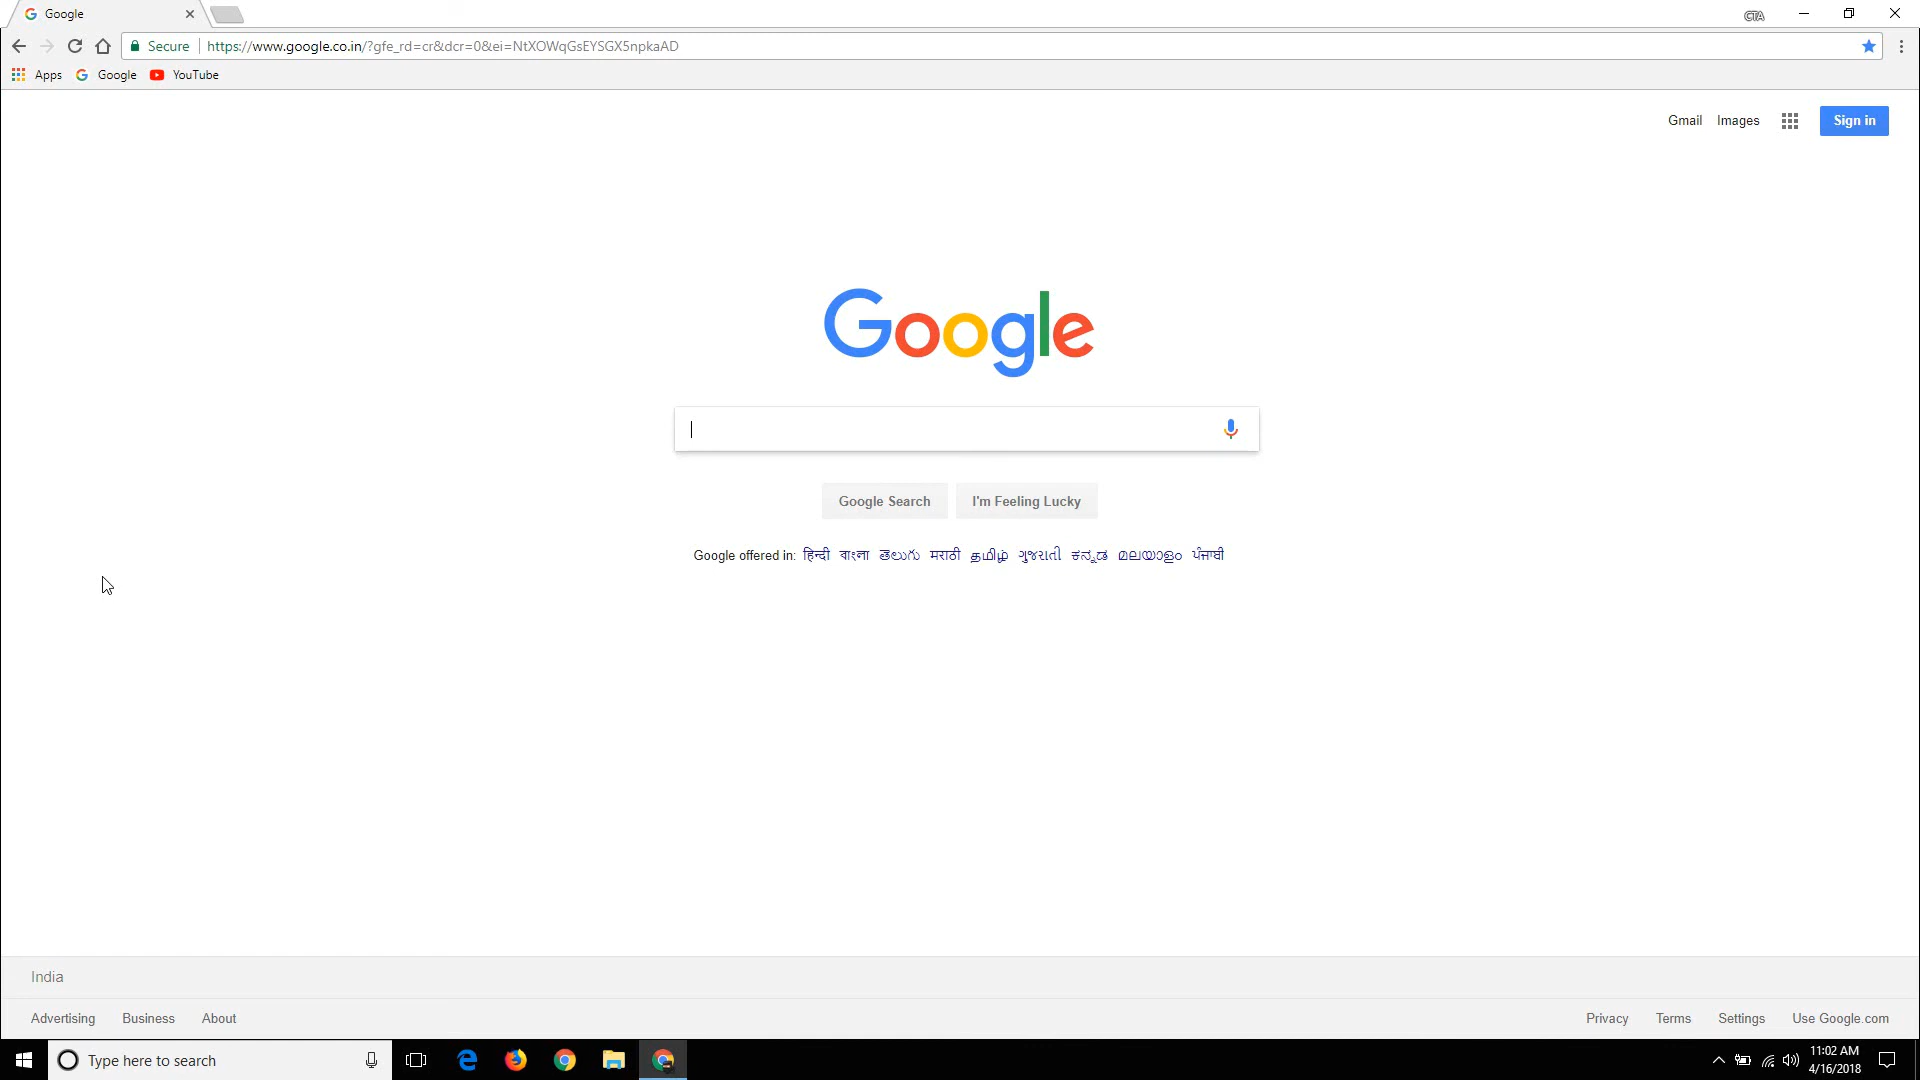 Google
CTA
Secure https://www.google.co.in/?gfe_rd=cr&dcr=0&ei=NtXOWqGsEYSGX5npkaAD
Apps Google YouTube
Gmail Images Sign in
Google
Google Search I'm Feeling Lucky
Google offered in: हिन्दी বাংলা తెలుగు मराठी தமிழ் ગુજરાતી ಕನ್ನಡ മലയാളം ਪੰਜਾਬੀ
India
Advertising Business About Privacy Terms Settings Use Google.com
Type here to search 11:02 AM
4/16/2018